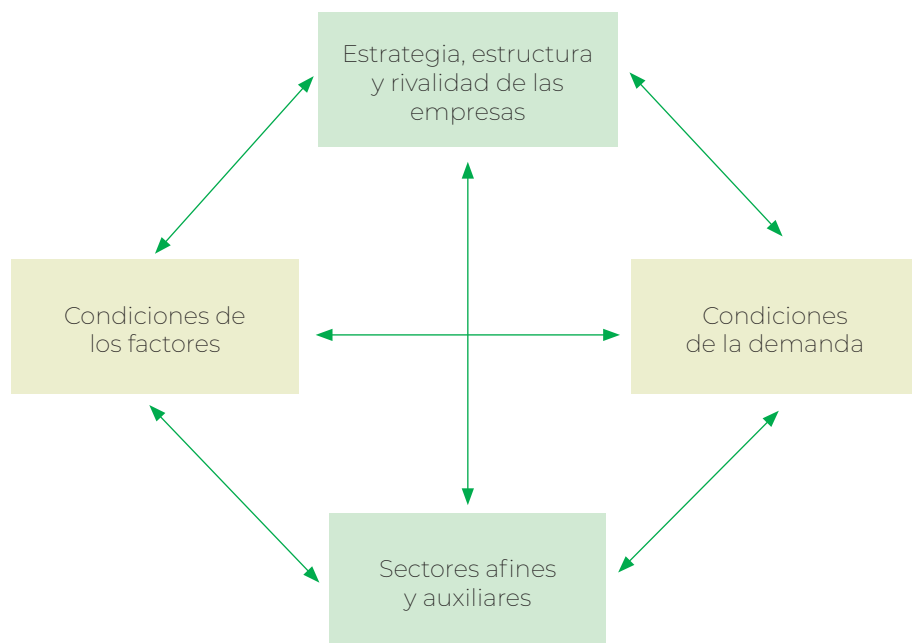 Estrategia, estructura
y rivalidad de las
empresas
Condiciones de
los factores
Condiciones
de la demanda
Sectores afines
y auxiliares